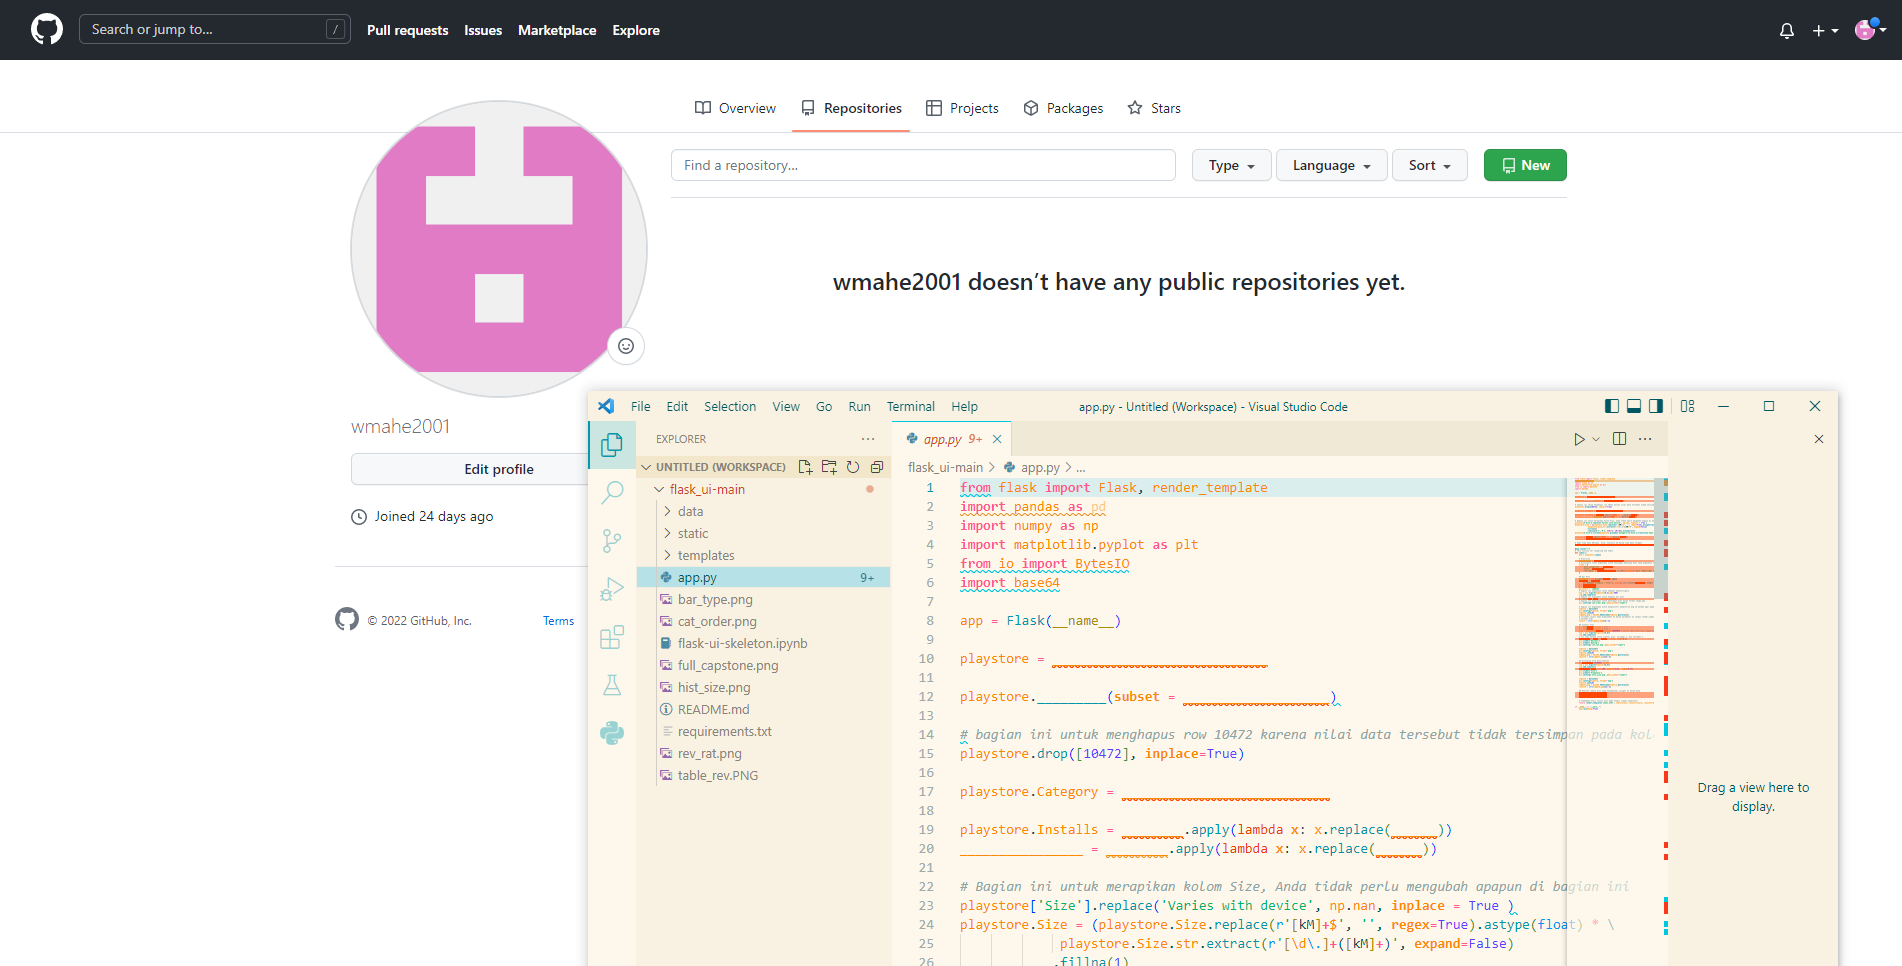 Search or jump to... /
Pull requests Issues Marketplace Explore
Overview Repositories Projects Packages Stars
Find a repository... Type Language Sort New
wmahe2001 doesn’t have any public repositories yet.
wmahe2001
Edit profile
Joined 24 days ago
© 2022 GitHub, Inc. Terms
File Edit Selection View Go Run Terminal Help
app.py - Untitled (Workspace) - Visual Studio Code
EXPLORER ...
UNTITLED (WORKSPACE)
flask_ui-main
data
static
templates
app.py 9+
bar_type.png
cat_order.png
flask-ui-skeleton.ipynb
full_capstone.png
hist_size.png
README.md
requirements.txt
rev_rat.png
table_rev.PNG
app.py 9+
flask_ui-main > app.py > ...
1 from flask import Flask, render_template
2 import pandas as pd
3 import numpy as np
4 import matplotlib.pyplot as plt
5 from io import BytesIO
6 import base64
7
8 app = Flask(__name__)
9
10 playstore = ____________________________
11
12 playstore._________(subset = ___________________)
13
14 # bagian ini untuk menghapus row 10472 karena nilai data tersebut tidak tersimpan pada kol
15 playstore.drop([10472], inplace=True)
16
17 playstore.Category = ___________________________
18
19 playstore.Installs = ________.apply(lambda x: x.replace(______))
20 ________________ = ________.apply(lambda x: x.replace(______))
21
22 # Bagian ini untuk merapikan kolom Size, Anda tidak perlu mengubah apapun di bagian ini
23 playstore['Size'].replace('Varies with device', np.nan, inplace = True )
24 playstore.Size = (playstore.Size.replace(r'[kM]+$', '', regex=True).astype(float) * \
25 playstore.Size.str.extract(r'[\d\.]+([kM]+)', expand=False)
26 .fillna(1)
Drag a view here to
display.